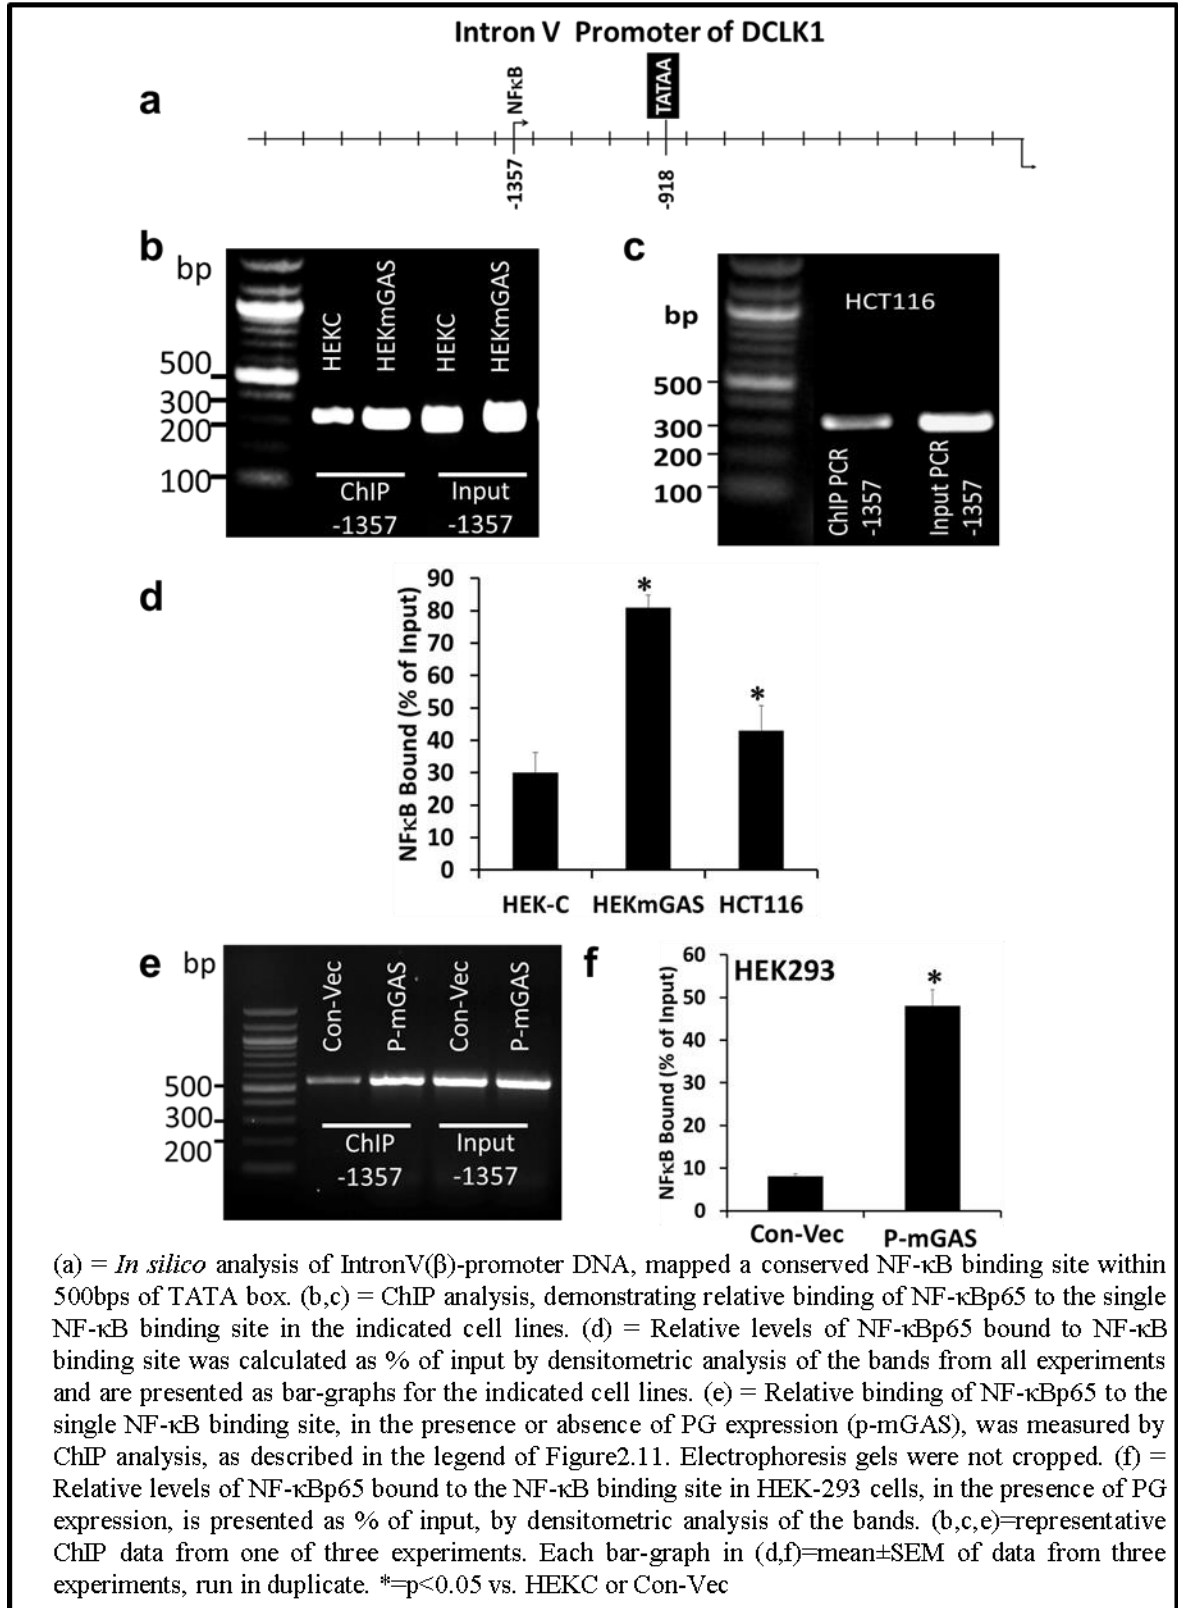 Intron V Promoter of DCLK1
a
NFκB
TATAA
-1357
-918
b
bp
HEKC
HEKmGAS
HEKC
HEKmGAS
500
300
200
100
ChIP
Input
-1357
-1357
c
bp
HCT116
500
300
200
100
ChIP PCR
-1357
Input PCR
-1357
d
NFκB Bound (% of Input)
90
80
70
60
50
40
30
20
10
0
*
*
HEK-C HEKmGAS HCT116
e
bp
Con-Vec
P-mGAS
Con-Vec
P-mGAS
500
300
200
ChIP
Input
-1357
-1357
f
HEK293
NFκB Bound (% of Input)
60
50
40
30
20
10
0
*
Con-Vec P-mGAS
(a) = In silico analysis of IntronV(β)-promoter DNA, mapped a conserved NF-κB binding site within
500bps of TATA box. (b,c) = ChIP analysis, demonstrating relative binding of NF-κBp65 to the single
NF-κB binding site in the indicated cell lines. (d) = Relative levels of NF-κBp65 bound to NF-κB
binding site was calculated as % of input by densitometric analysis of the bands from all experiments
and are presented as bar-graphs for the indicated cell lines. (e) = Relative binding of NF-κBp65 to the
single NF-κB binding site, in the presence or absence of PG expression (p-mGAS), was measured by
ChIP analysis, as described in the legend of Figure2.11. Electrophoresis gels were not cropped. (f) =
Relative levels of NF-κBp65 bound to the NF-κB binding site in HEK-293 cells, in the presence of PG
expression, is presented as % of input, by densitometric analysis of the bands. (b,c,e)=representative
ChIP data from one of three experiments. Each bar-graph in (d,f)=mean±SEM of data from three
experiments, run in duplicate. *=p<0.05 vs. HEKC or Con-Vec